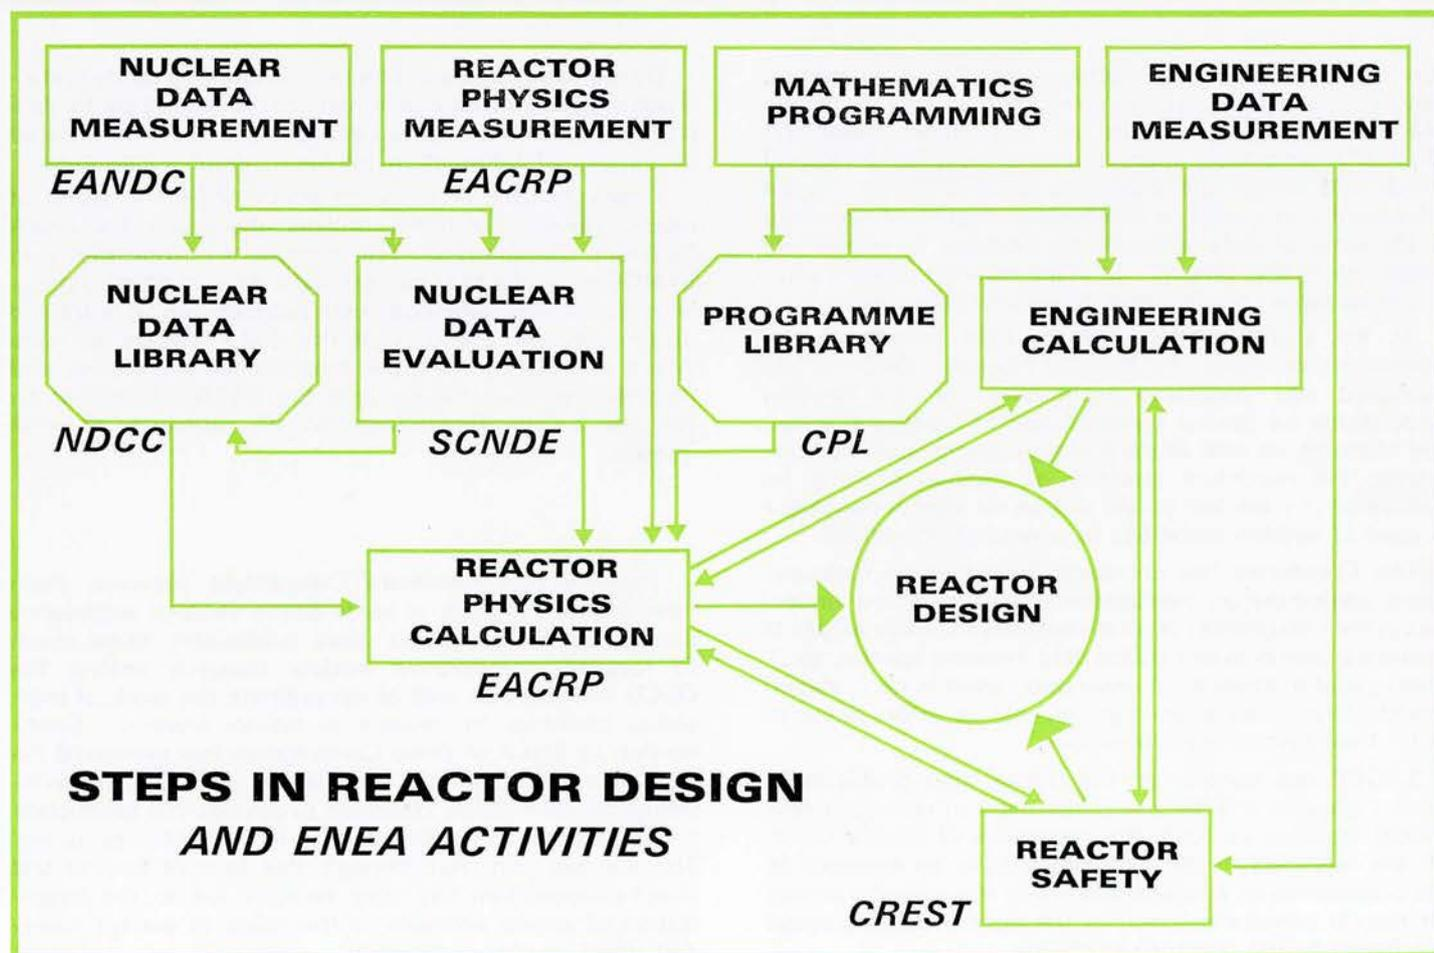 NUCLEAR
DATA
MEASUREMENT
REACTOR
PHYSICS
MEASUREMENT
MATHEMATICS
PROGRAMMING
ENGINEERING
DATA
MEASUREMENT
EANDC
EACRP
NUCLEAR
DATA
LIBRARY
NUCLEAR
DATA
EVALUATION
PROGRAMME
LIBRARY
ENGINEERING
CALCULATION
NDCC
SCNDE
CPL
REACTOR
PHYSICS
CALCULATION
REACTOR
DESIGN
EACRP
STEPS IN REACTOR DESIGN
AND ENEA ACTIVITIES
REACTOR
SAFETY
CREST